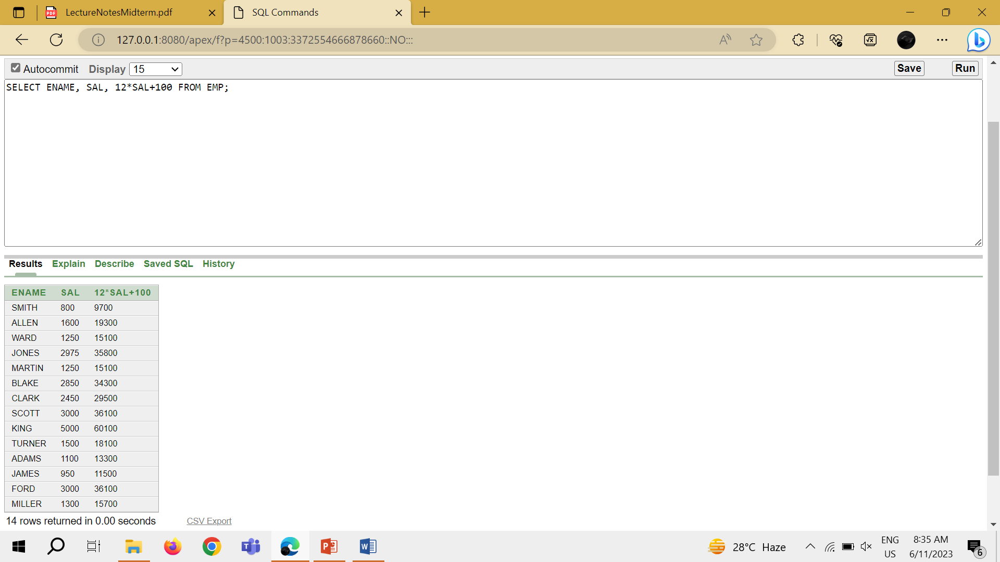 LectureNotesMidterm.pdf
SQL Commands
127.0.0.1:8080/apex/f?p=4500:1003:3372554666878660::NO:::
Autocommit Display 15 Save Run
SELECT ENAME, SAL, 12*SAL+100 FROM EMP;
Results Explain Describe Saved SQL History
ENAME SAL 12*SAL+100
SMITH 800 9700
ALLEN 1600 19300
WARD 1250 15100
JONES 2975 35800
MARTIN 1250 15100
BLAKE 2850 34300
CLARK 2450 29500
SCOTT 3000 36100
KING 5000 60100
TURNER 1500 18100
ADAMS 1100 13300
JAMES 950 11500
FORD 3000 36100
MILLER 1300 15700
14 rows returned in 0.00 seconds CSV Export
28°C Haze
ENG
US
8:35 AM
6/11/2023
6